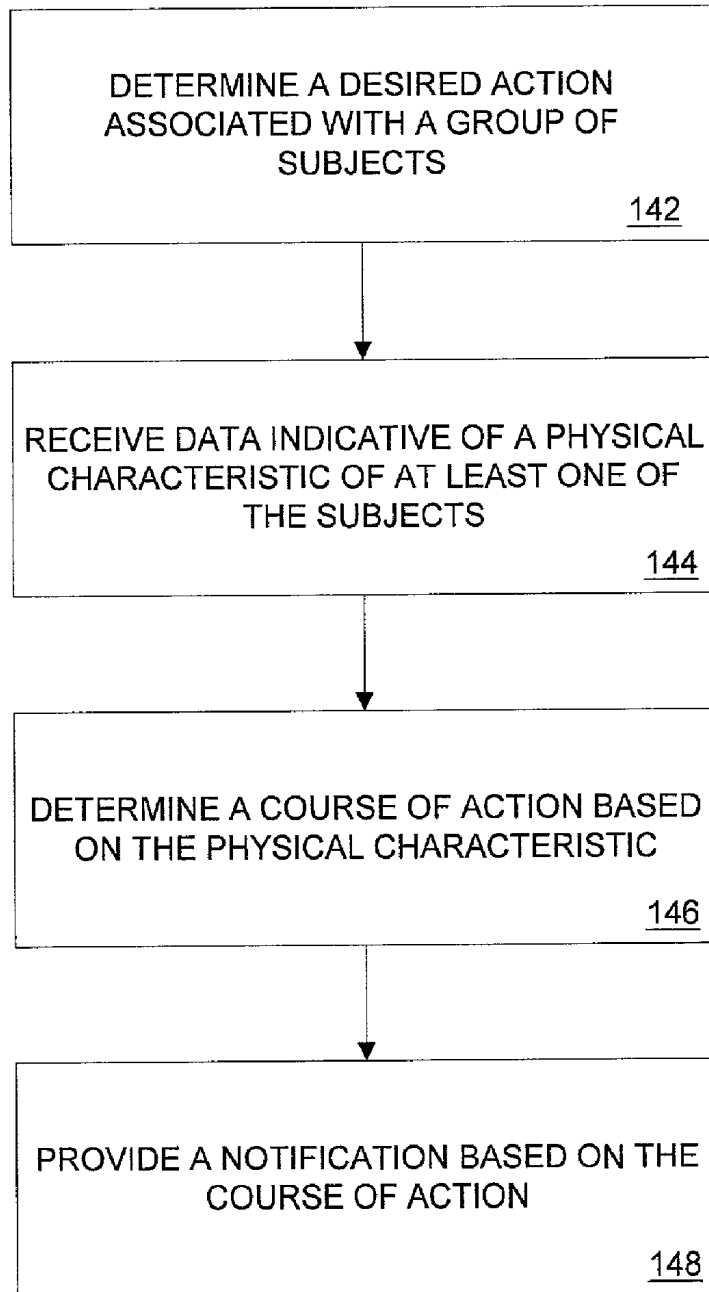 DETERMINE A DESIRED ACTION
ASSOCIATED WITH A GROUP OF
SUBJECTS
142
RECEIVE DATA INDICATIVE OF A PHYSICAL
CHARACTERISTIC OF AT LEAST ONE OF
THE SUBJECTS
144
DETERMINE A COURSE OF ACTION BASED
ON THE PHYSICAL CHARACTERISTIC
146
PROVIDE A NOTIFICATION BASED ON THE
COURSE OF ACTION
148